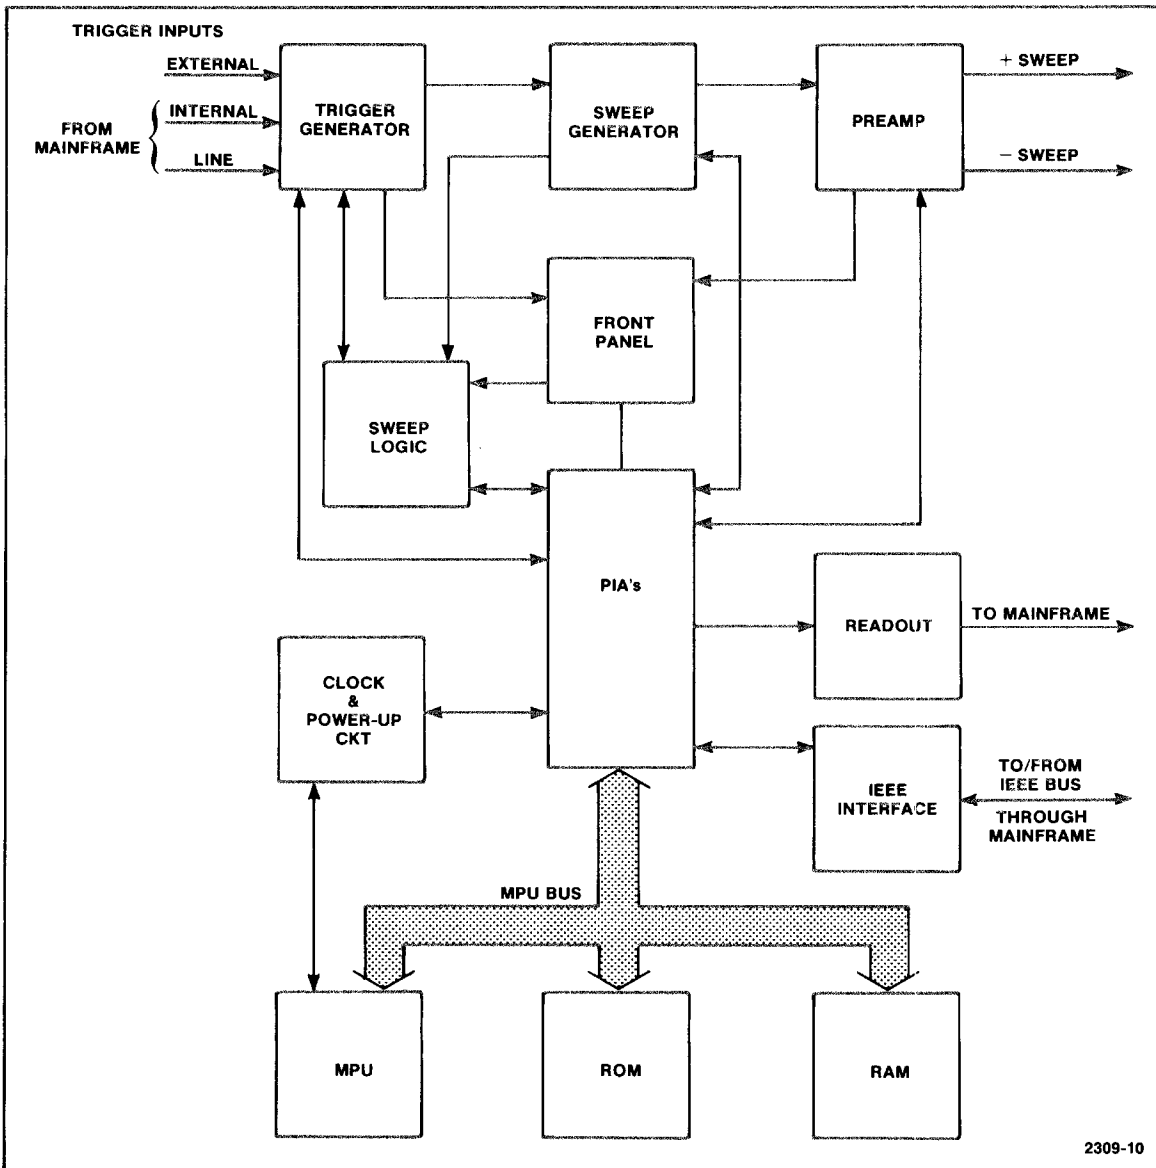 TRIGGER INPUTS
EXTERNAL
INTERNAL
LINE
FROM
MAINFRAME
TRIGGER
GENERATOR
SWEEP
GENERATOR
PREAMP
+ SWEEP
− SWEEP
FRONT
PANEL
SWEEP
LOGIC
PIA's
READOUT
TO MAINFRAME
CLOCK
&
POWER-UP
CKT
IEEE
INTERFACE
TO/FROM
IEEE BUS
THROUGH
MAINFRAME
MPU BUS
MPU
ROM
RAM
2309-10